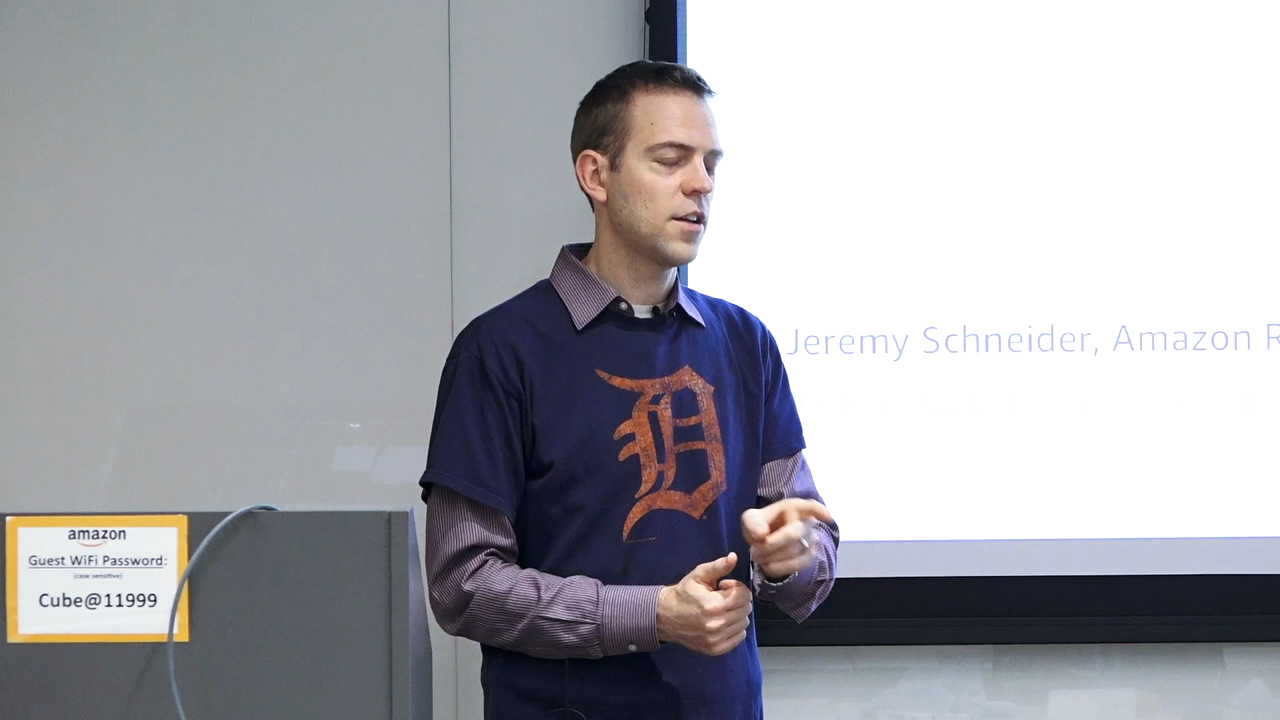 Jeremy Schneider, Amazon R
D
amazon
Guest WiFi Password:
(case sensitive)
Cube@11999